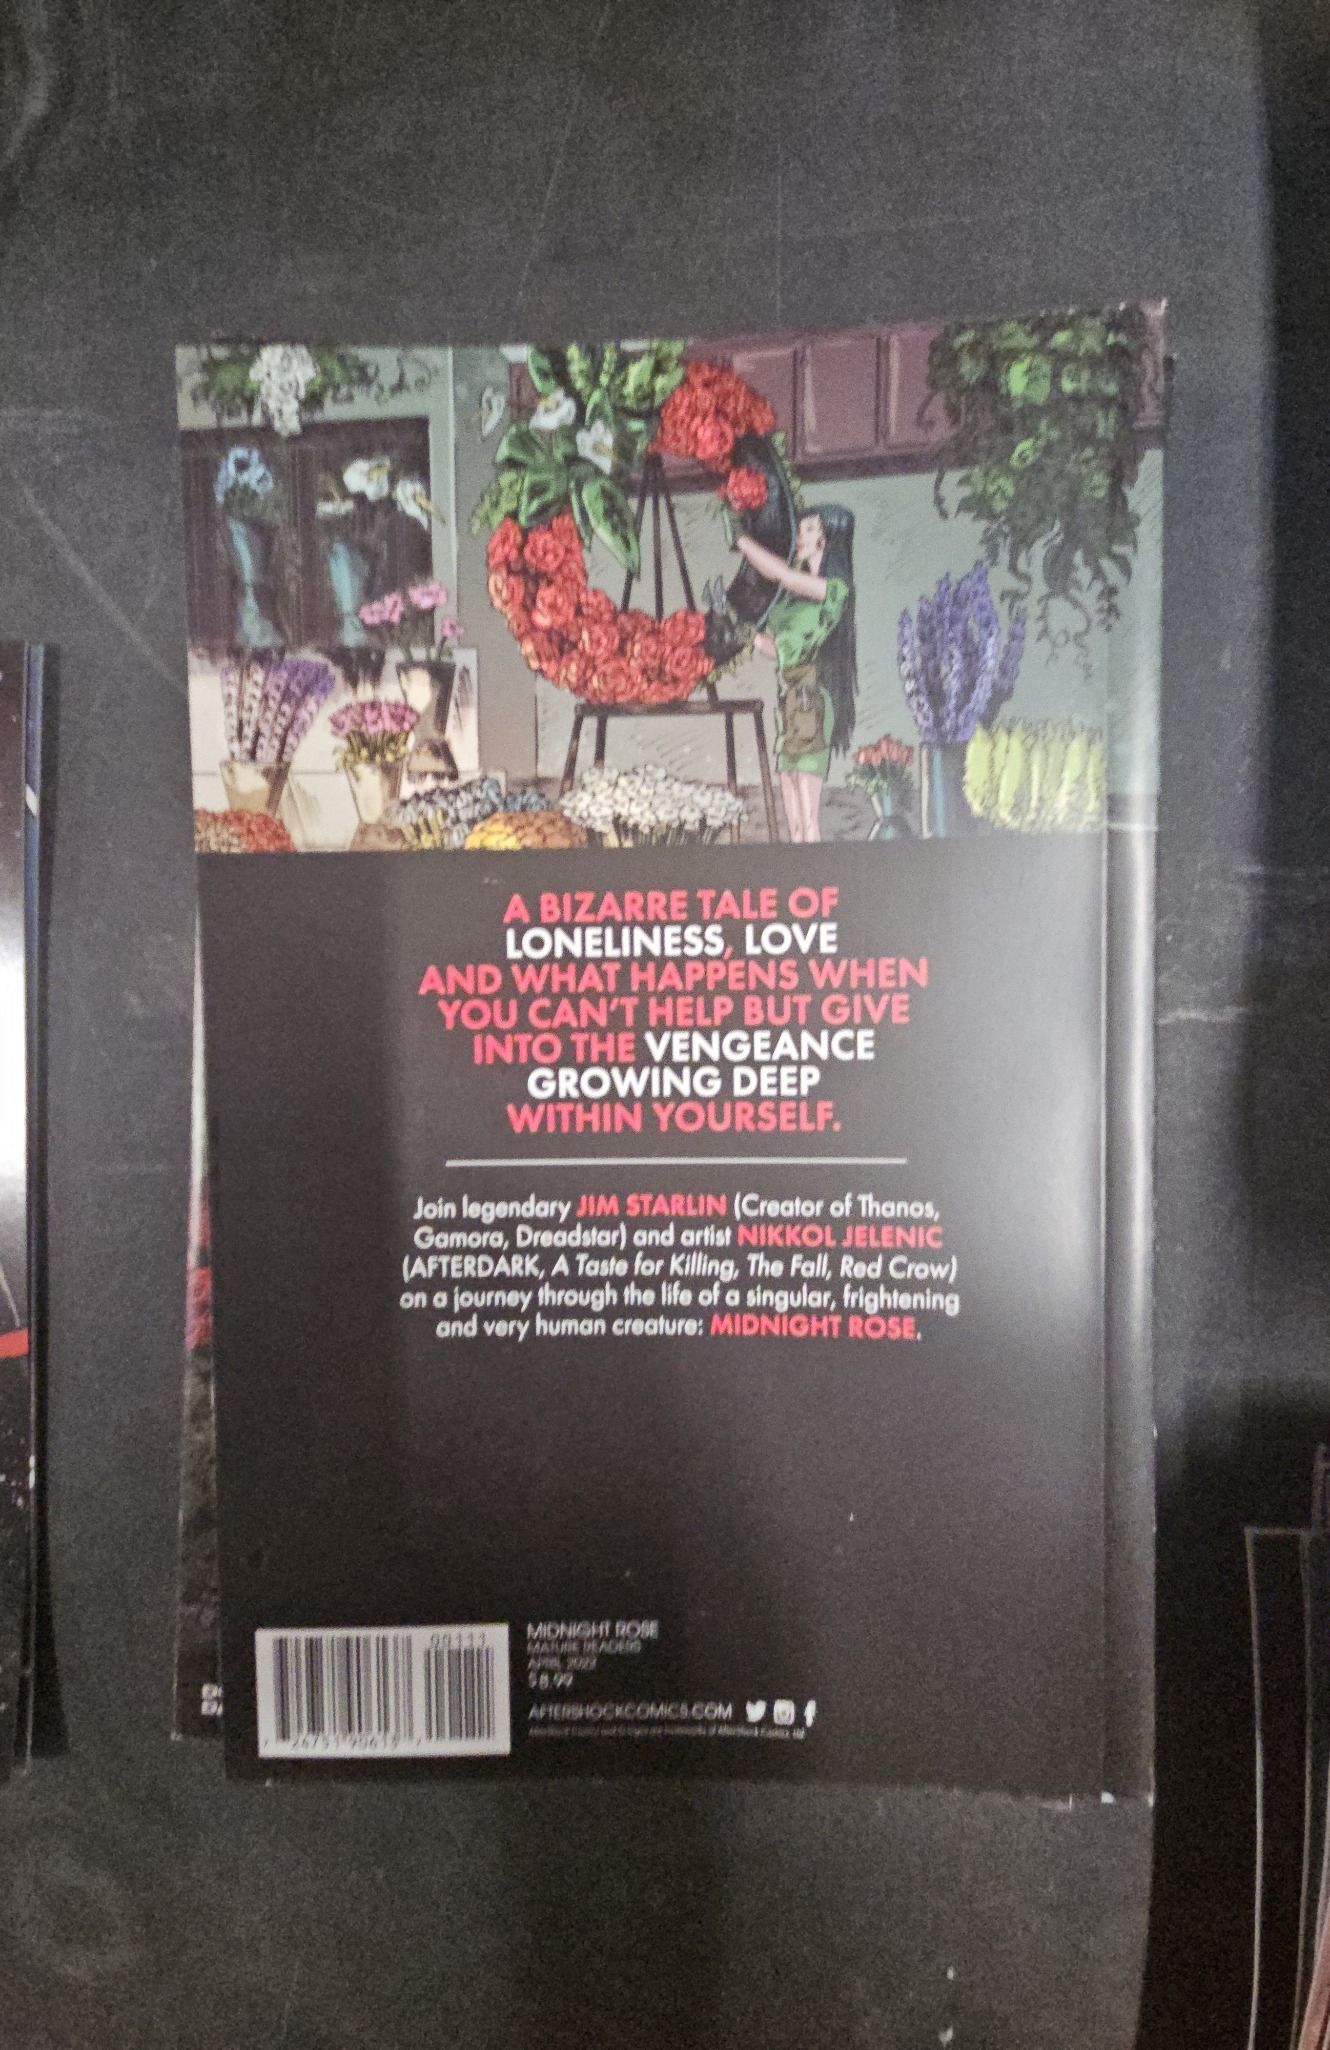 A BIZARRE TALE OF
LONELINESS, LOVE
AND WHAT HAPPENS WHEN
YOU CAN'T HELP BUT GIVE
INTO THE VENGEANCE
GROWING DEEP
WITHIN YOURSELF.
Join legendary JIM STARLIN (Creator of Thanos,
Gamora, Dreadstar) and artist NIKKOL JELENIC
(AFTERDARK, A Taste for Killing, The Fall, Red Crow)
on a journey through the life of a singular, frightening
and very human creature: MIDNIGHT ROSE.
00111
MIDNIGHT ROSE
MATURE READERS
APRIL 2022
$8.99
AFTERSHOCKCOMICS.COM